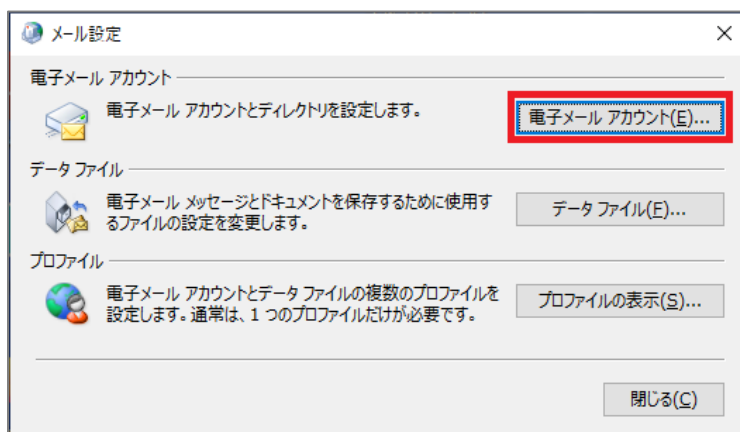 メール設定
電子メール アカウント
電子メール アカウントとディレクトリを設定します。
電子メール アカウント(E)...
データ ファイル
電子メール メッセージとドキュメントを保存するために使用す
るファイルの設定を変更します。
データ ファイル(F)...
プロファイル
電子メール アカウントとデータ ファイルの複数のプロファイルを
設定します。通常は、1 つのプロファイルだけが必要です。
プロファイルの表示(S)...
閉じる(C)